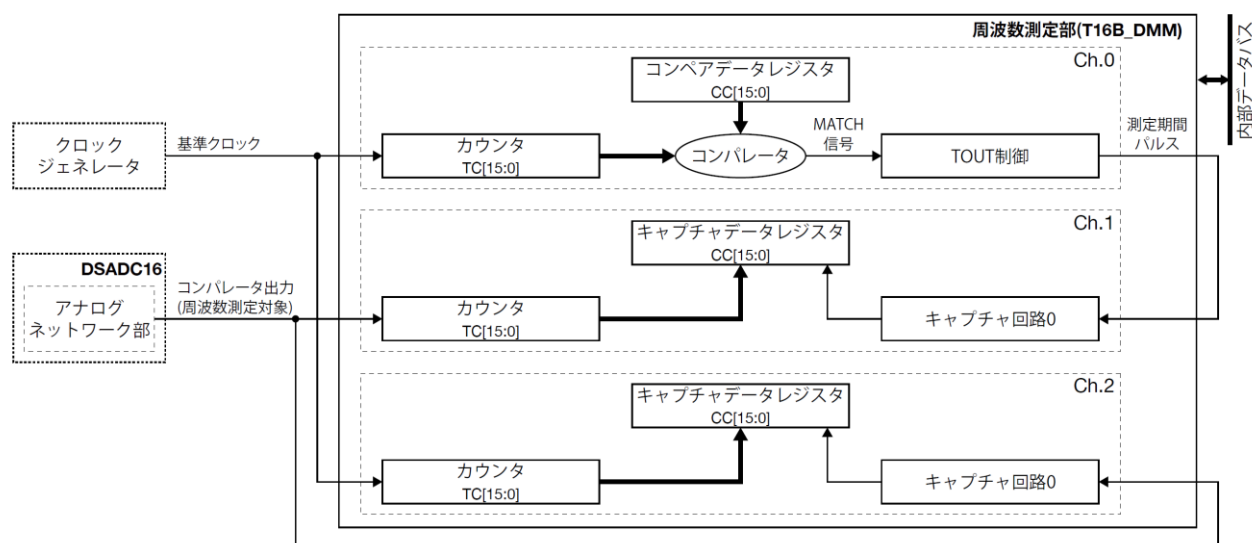 周波数測定部(T16B_DMM)
Ch.0
コンペアデータレジスタ
CC[15:0]
クロック
ジェネレータ
基準クロック
カウンタ
TC[15:0]
コンパレータ
MATCH
信号
TOUT制御
測定期間
パルス
内部データバス
Ch.1
キャプチャデータレジスタ
CC[15:0]
DSADC16
アナログ
ネットワーク部
コンパレータ出力
(周波数測定対象)
カウンタ
TC[15:0]
キャプチャ回路0
Ch.2
キャプチャデータレジスタ
CC[15:0]
カウンタ
TC[15:0]
キャプチャ回路0